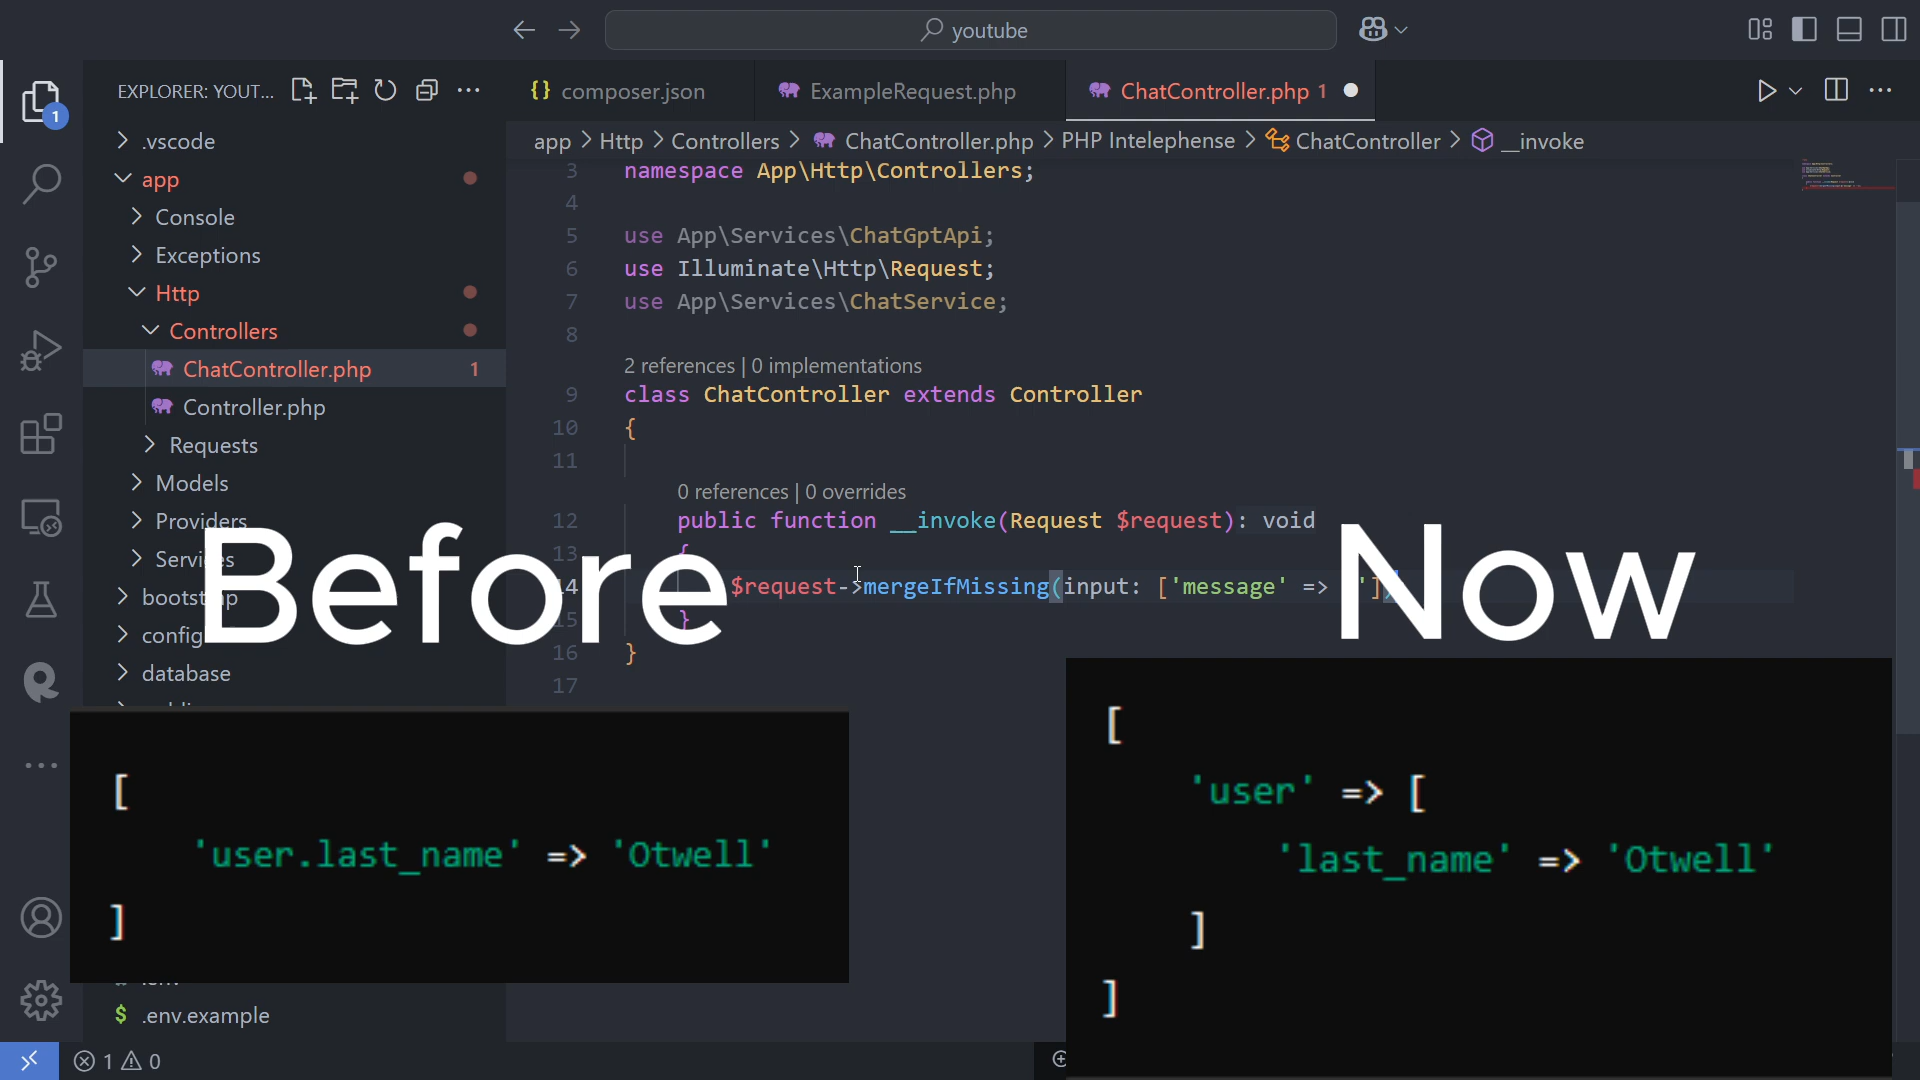 youtube
EXPLORER: YOUT...
composer.json
ExampleRequest.php
ChatController.php 1
1
app > Http > Controllers > ChatController.php > PHP Intelephense > ChatController > __invoke
.vscode
app
Console
Exceptions
Http
Controllers
ChatController.php 1
Controller.php
Requests
Models
Providers
Services
config
database
$ .env.example
3 namespace App\Http\Controllers;
4
5 use App\Services\ChatGptApi;
6 use Illuminate\Http\Request;
7 use App\Services\ChatService;
8
2 references | 0 implementations
9 class ChatController extends Controller
10 {
11
0 references | 0 overrides
12 public function __invoke(Request $request): void
13 {
14 $request->mergeIfMissing(input: ['message' => '']
15 }
16 }
17
Before
[
'user.last_name' => 'Otwell'
]
Now
[
'user' => [
'last_name' => 'Otwell'
]
]
1 0